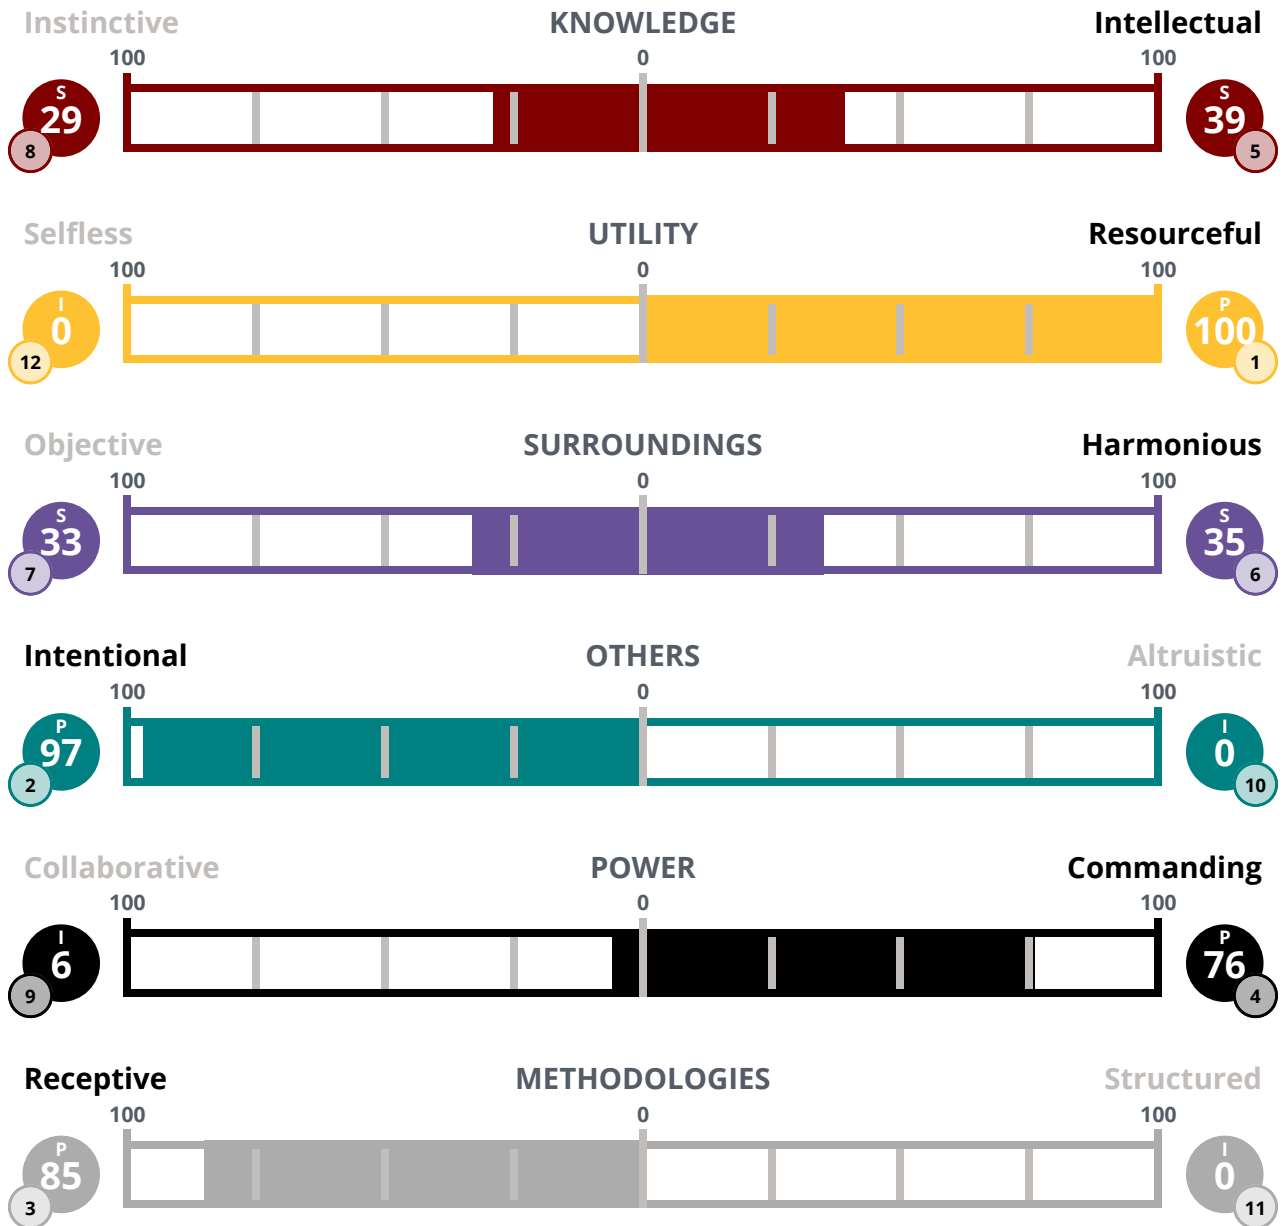 Instinctive KNOWLEDGE Intellectual
100 0 100
S 29 8 S 39 5
Selfless UTILITY Resourceful
100 0 100
I 0 12 P 100 1
Objective SURROUNDINGS Harmonious
100 0 100
S 33 7 S 35 6
Intentional OTHERS Altruistic
100 0 100
P 97 2 I 0 10
Collaborative POWER Commanding
100 0 100
I 6 9 P 76 4
Receptive METHODOLOGIES Structured
100 0 100
P 85 3 I 0 11